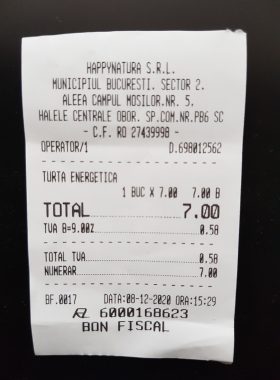 HAPPYNATURA S.R.L.
MUNICIPIUL BUCURESTI. SECTOR 2.
ALEEA CAMPUL MOSILOR.NR. 5.
HALELE CENTRALE OBOR. SP.COM.NR.PB6 SC
- C.F. RO 27439998 -
OPERATOR/1 D.698012562
TURTA ENERGETICA
1 BUC X 7.00 7.00 B
TOTAL 7.00
TVA B=9.00% 0.58
TOTAL TVA 0.58
NUMERAR 7.00
BF.0017 DATA:08-12-2020 ORA:15:29
6000168623
BON FISCAL